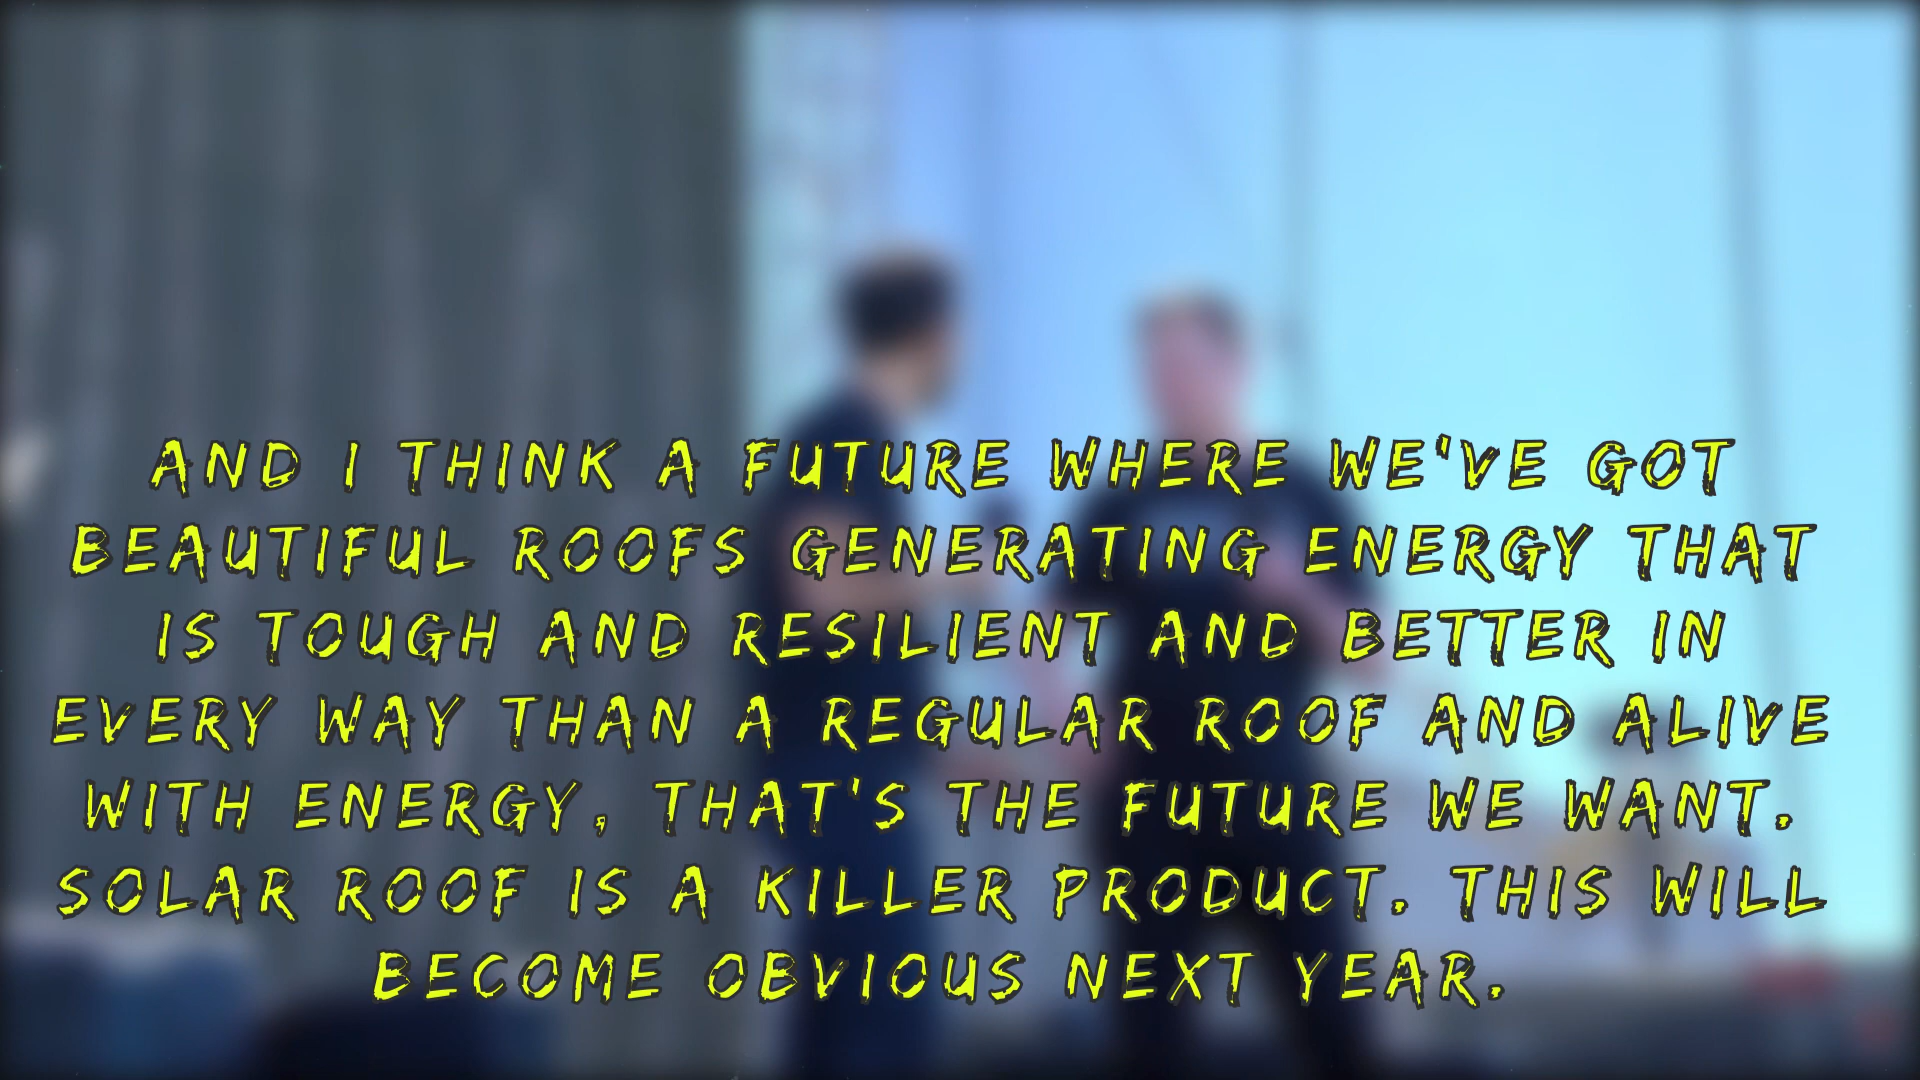 AND I THINK A FUTURE WHERE WE'VE GOT
BEAUTIFUL ROOFS GENERATING ENERGY THAT
IS TOUGH AND RESILIENT AND BETTER IN
EVERY WAY THAN A REGULAR ROOF AND ALIVE
WITH ENERGY, THAT'S THE FUTURE WE WANT.
SOLAR ROOF IS A KILLER PRODUCT. THIS WILL
BECOME OBVIOUS NEXT YEAR.